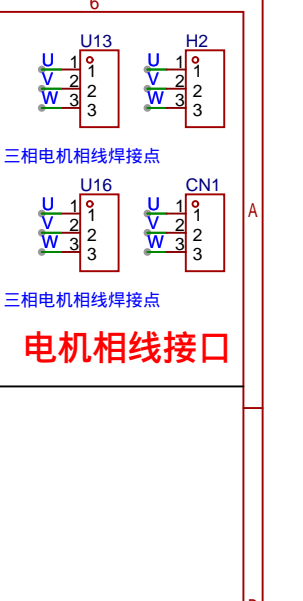 6
U13 H2
U 1 1 U 1 1
V 2 2 V 2 2
W 3 3 W 3 3
三相电机相线焊接点
U16 CN1
U 1 1 U 1 1
V 2 2 V 2 2
W 3 3 W 3 3
A
三相电机相线焊接点
电机相线接口